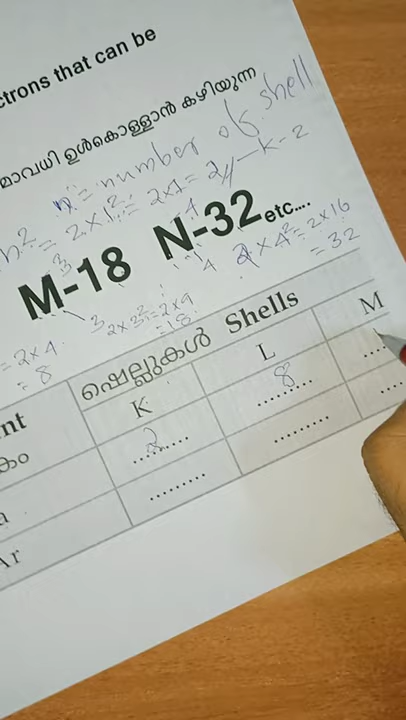 ctrons that can be
മാവധി ഉൾകൊള്ളാൻ കഴിയുന്ന
n = number of shell
2×1² = 2×1 = 2 — K-2
M-18 N-32 etc....
3 2×3² = 2×9
= 18
4 2×4² = 2×16
= 32
= 2×4
= 8
ഷെല്ലുകൾ Shells
nt K L M
കം 2 8
a
Ar